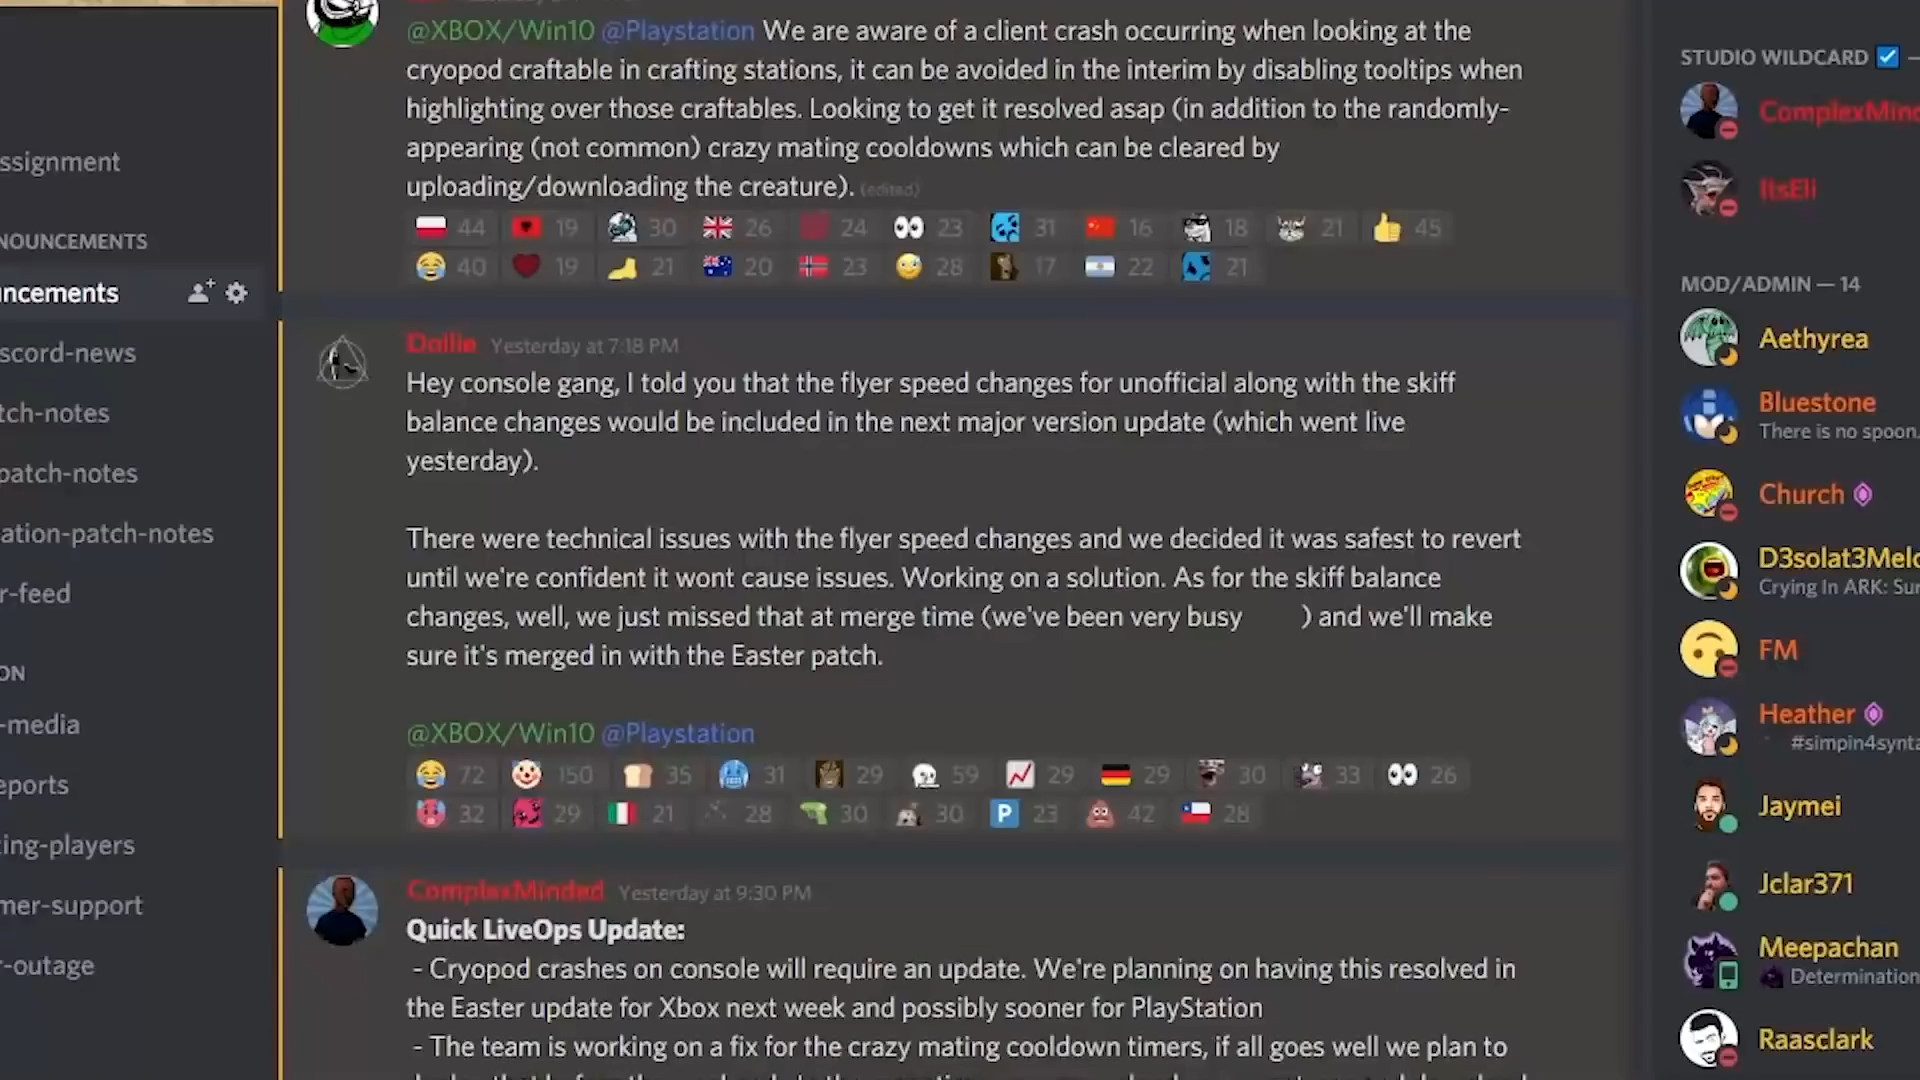 @XBOX/Win10 @Playstation We are aware of a client crash occurring when looking at the
cryopod craftable in crafting stations, it can be avoided in the interim by disabling tooltips when
highlighting over those craftables. Looking to get it resolved asap (in addition to the randomly-
appearing (not common) crazy mating cooldowns which can be cleared by
uploading/downloading the creature). (edited)
44 19 30 26 24 23 31 16 18 21 45
40 19 21 20 23 28 17 22 21
Dollie Yesterday at 7:18 PM
Hey console gang, I told you that the flyer speed changes for unofficial along with the skiff
balance changes would be included in the next major version update (which went live
yesterday).
There were technical issues with the flyer speed changes and we decided it was safest to revert
until we're confident it wont cause issues. Working on a solution. As for the skiff balance
changes, well, we just missed that at merge time (we've been very busy ) and we'll make
sure it's merged in with the Easter patch.
@XBOX/Win10 @Playstation
72 150 35 31 29 59 29 29 30 33 26
32 29 21 28 30 30 P 23 42 28
ComplexMinded Yesterday at 9:30 PM
Quick LiveOps Update:
- Cryopod crashes on console will require an update. We're planning on having this resolved in
the Easter update for Xbox next week and possibly sooner for PlayStation
- The team is working on a fix for the crazy mating cooldown timers, if all goes well we plan to
ssignment
NOUNCEMENTS
ncements
scord-news
tch-notes
patch-notes
ation-patch-notes
r-feed
ON
-media
eports
ing-players
mer-support
r-outage
STUDIO WILDCARD —
ComplexMind
ItsEli
MOD/ADMIN — 14
Aethyrea
Bluestone
There is no spoon.
Church
D3solat3Melo
Crying In ARK: Sur
FM
Heather
#simpin4synta
Jaymei
Jclar371
Meepachan
Determination
Raasclark